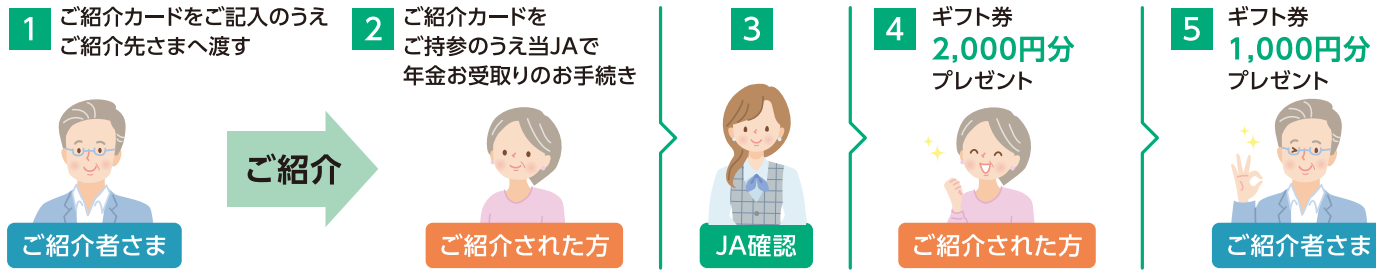 1
ご紹介カードをご記入のうえ
ご紹介先さまへ渡す
ご紹介者さま
ご紹介
2
ご紹介カードを
ご持参のうえ当JAで
年金お受取りのお手続き
ご紹介された方
3
JA確認
4
ギフト券
2,000円分
プレゼント
ご紹介された方
5
ギフト券
1,000円分
プレゼント
ご紹介者さま